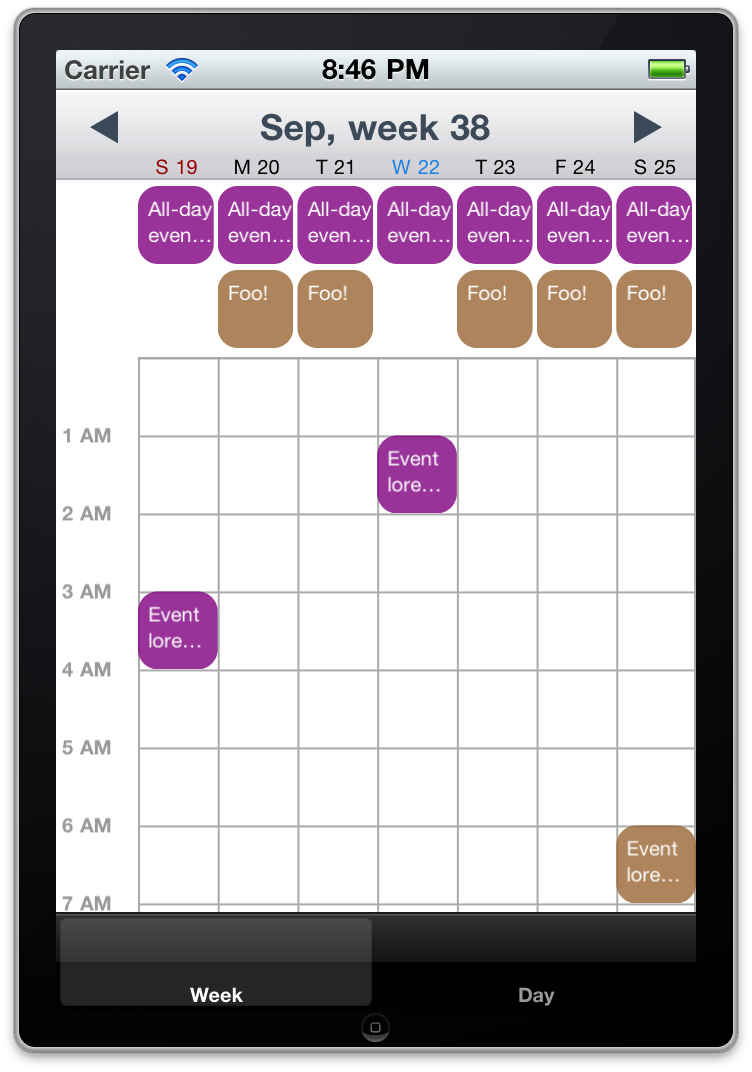 Carrier 8:46 PM
Sep, week 38
S 19 M 20 T 21 W 22 T 23 F 24 S 25
All-day All-day All-day All-day All-day All-day All-day
even... even... even... even... even... even... even...
Foo! Foo! Foo! Foo! Foo!
1 AM
Event
lore...
2 AM
3 AM
Event
lore...
4 AM
5 AM
6 AM
Event
lore...
7 AM
Week Day